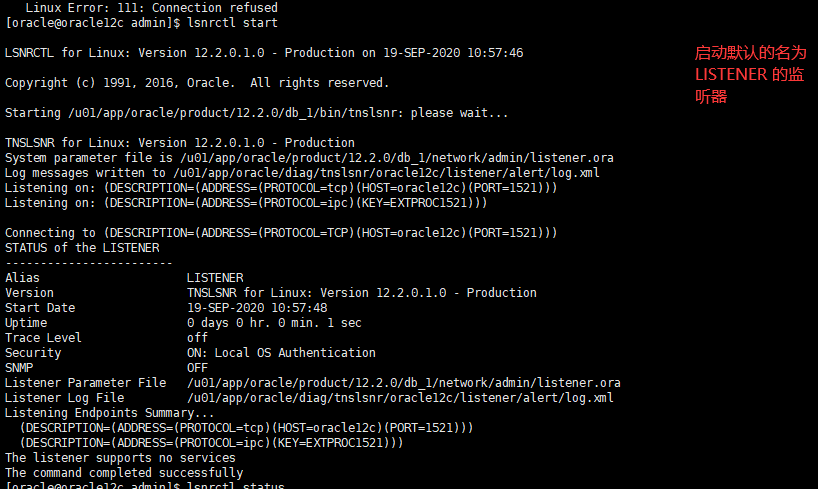 Linux Error: 111: Connection refused
[oracle@oracle12c admin]$ lsnrctl start
LSNRCTL for Linux: Version 12.2.0.1.0 - Production on 19-SEP-2020 10:57:46
Copyright (c) 1991, 2016, Oracle.  All rights reserved.
Starting /u01/app/oracle/product/12.2.0/db_1/bin/tnslsnr: please wait...
TNSLSNR for Linux: Version 12.2.0.1.0 - Production
System parameter file is /u01/app/oracle/product/12.2.0/db_1/network/admin/listener.ora
Log messages written to /u01/app/oracle/diag/tnslsnr/oracle12c/listener/alert/log.xml
Listening on: (DESCRIPTION=(ADDRESS=(PROTOCOL=tcp)(HOST=oracle12c)(PORT=1521)))
Listening on: (DESCRIPTION=(ADDRESS=(PROTOCOL=ipc)(KEY=EXTPROC1521)))
Connecting to (DESCRIPTION=(ADDRESS=(PROTOCOL=TCP)(HOST=oracle12c)(PORT=1521)))
STATUS of the LISTENER
------------------------
Alias                     LISTENER
Version                   TNSLSNR for Linux: Version 12.2.0.1.0 - Production
Start Date                19-SEP-2020 10:57:48
Uptime                    0 days 0 hr. 0 min. 1 sec
Trace Level               off
Security                  ON: Local OS Authentication
SNMP                      OFF
Listener Parameter File   /u01/app/oracle/product/12.2.0/db_1/network/admin/listener.ora
Listener Log File         /u01/app/oracle/diag/tnslsnr/oracle12c/listener/alert/log.xml
Listening Endpoints Summary...
  (DESCRIPTION=(ADDRESS=(PROTOCOL=tcp)(HOST=oracle12c)(PORT=1521)))
  (DESCRIPTION=(ADDRESS=(PROTOCOL=ipc)(KEY=EXTPROC1521)))
The listener supports no services
The command completed successfully
[oracle@oracle12c admin]$ lsnrctl status
启动默认的名为
LISTENER 的监
听器